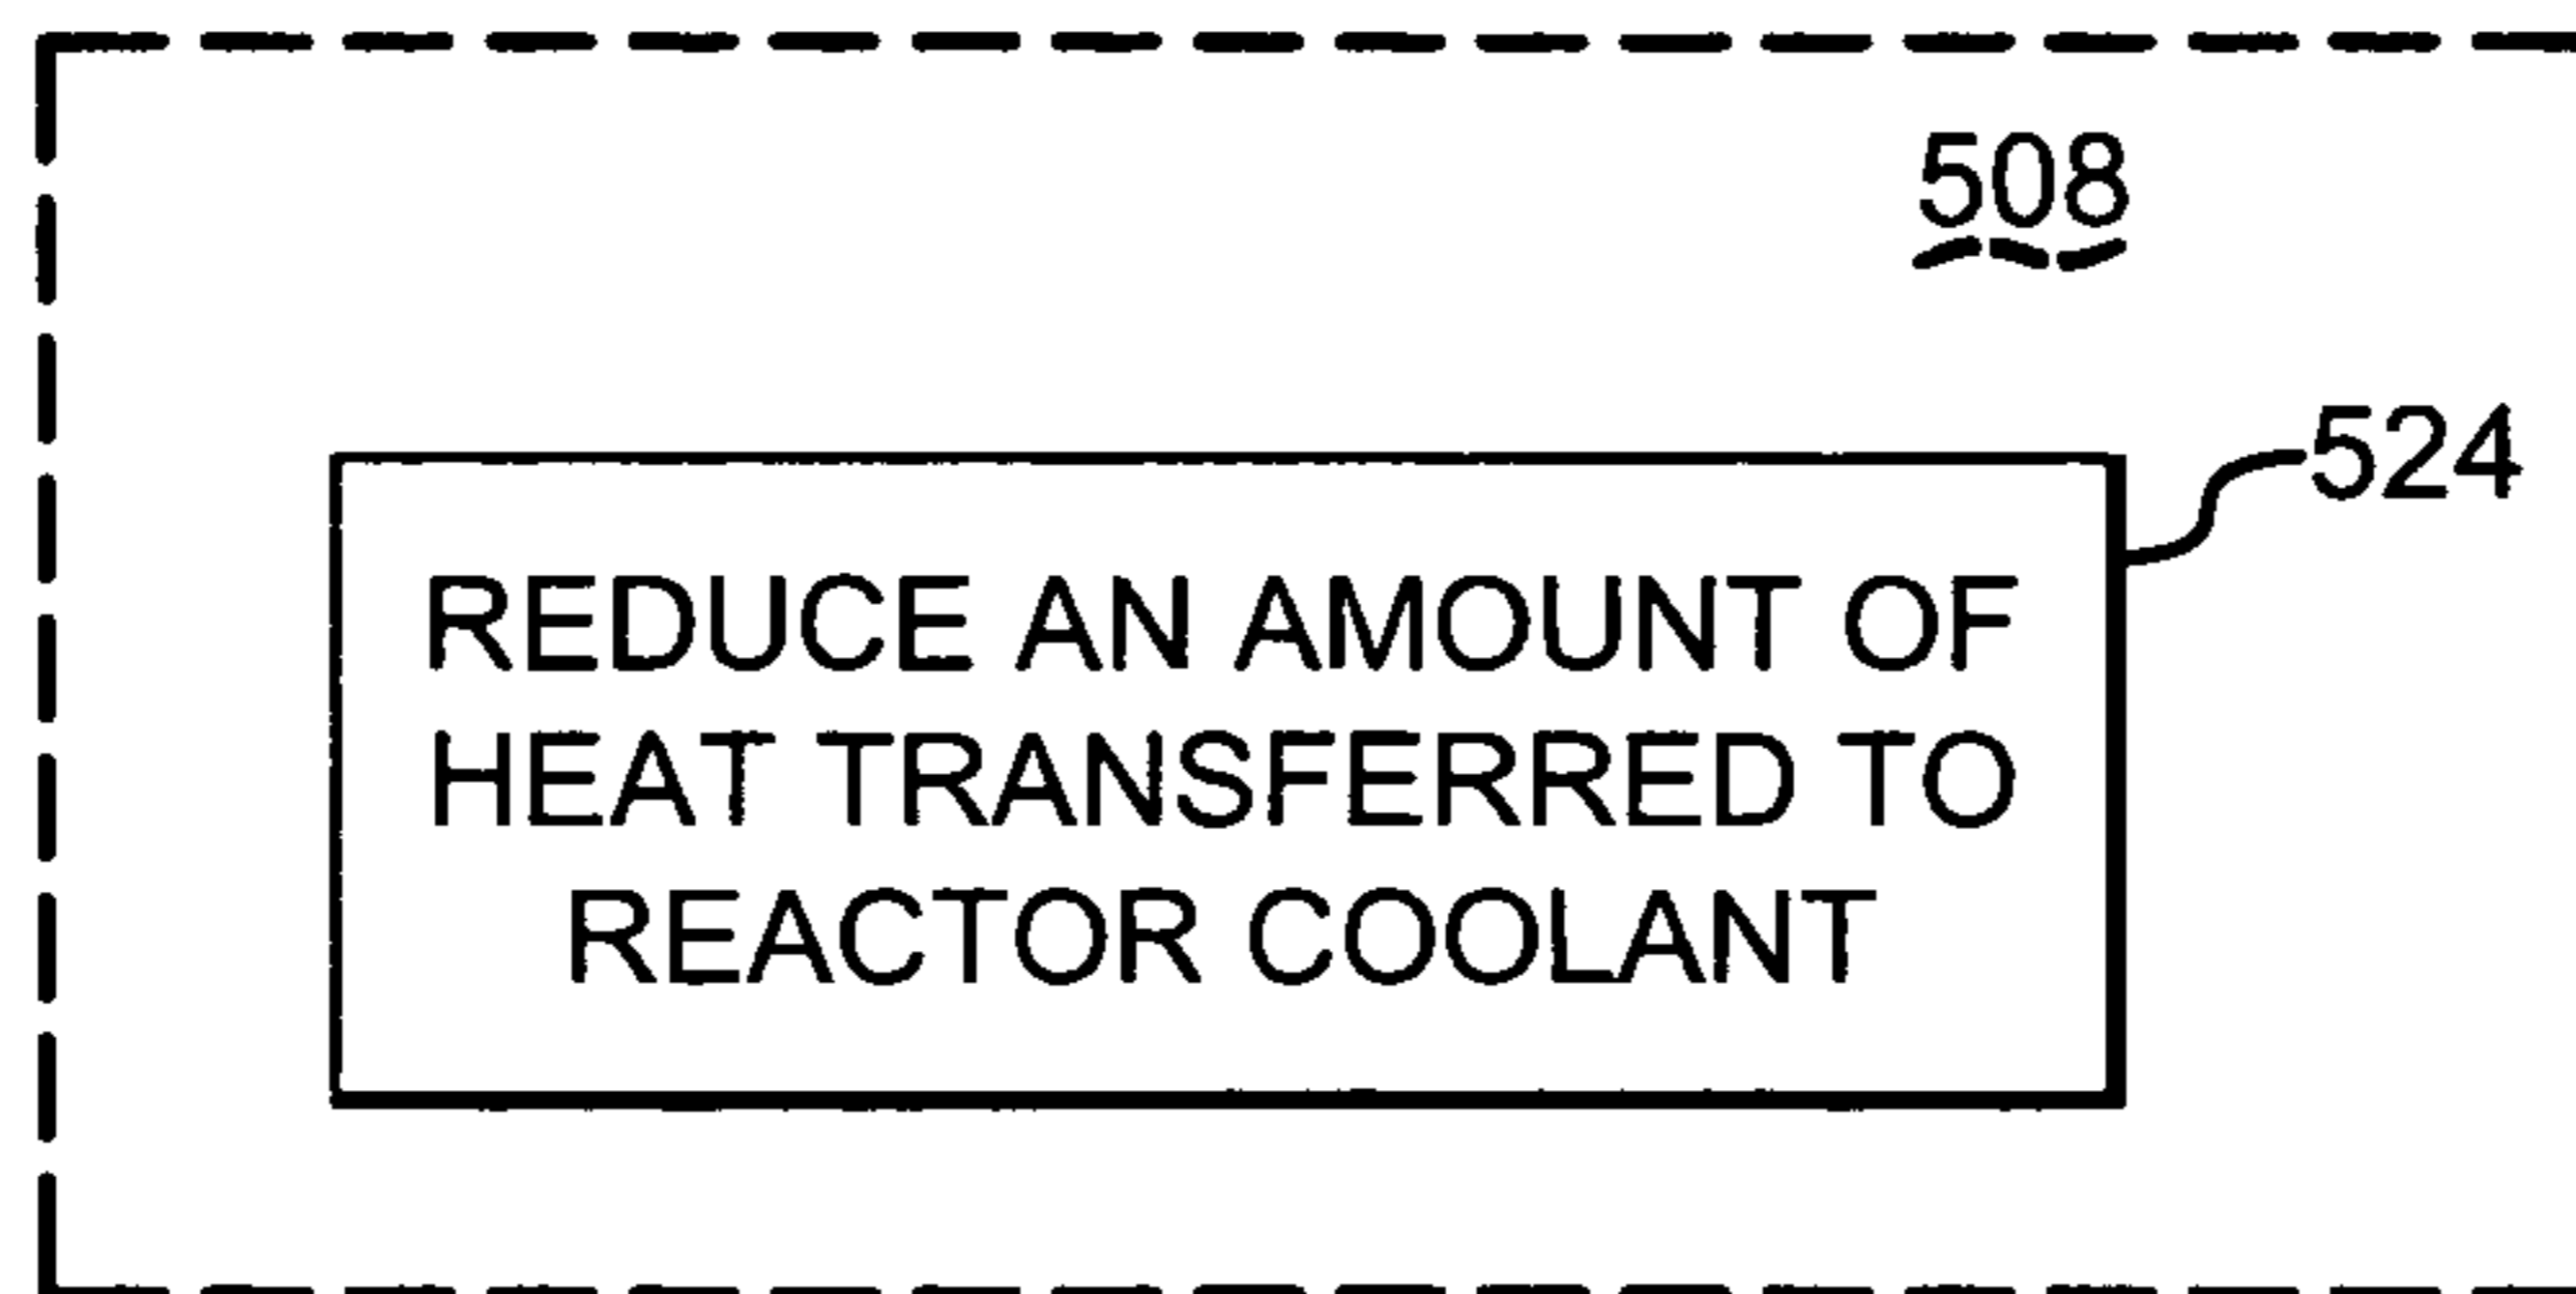 508
524
REDUCE AN AMOUNT OF
HEAT TRANSFERRED TO
REACTOR COOLANT